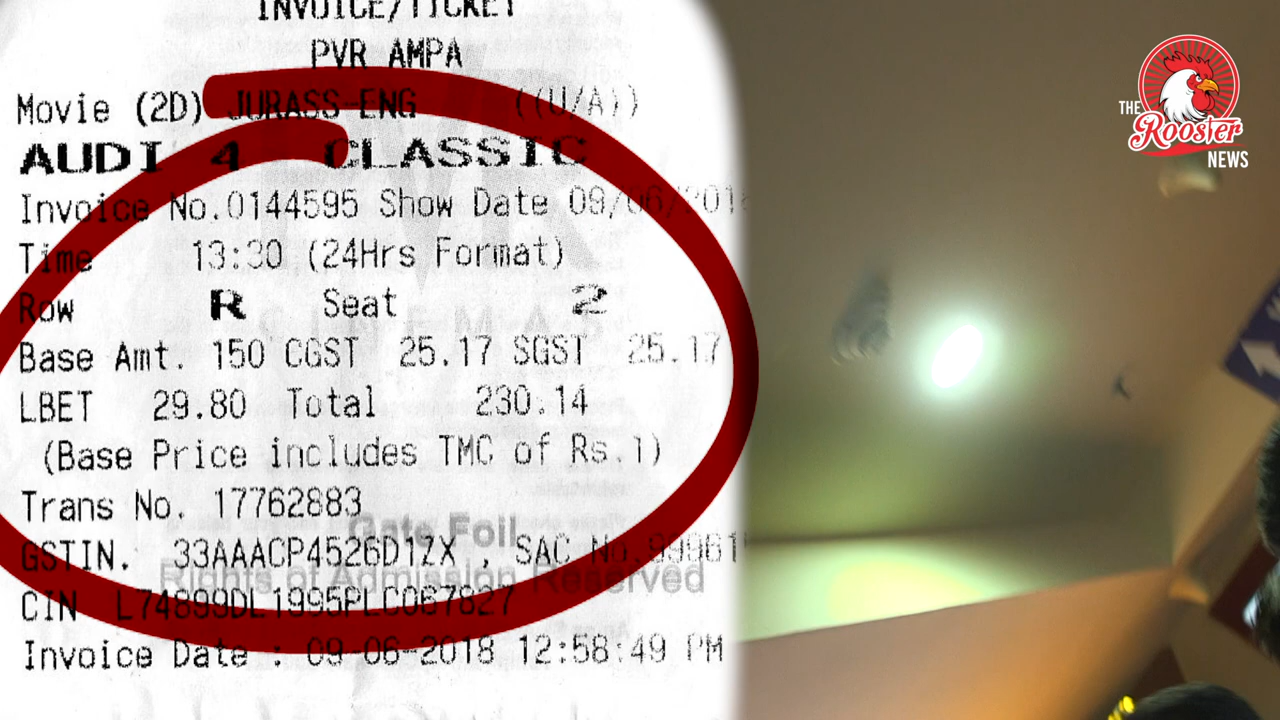 INVOICE/TICKET
PVR AMPA
Movie (2D) JURASS-ENG ((U/A))
AUDI 4 CLASSIC
Invoice No.0144595 Show Date 09/06/201
Time 13:30 (24Hrs Format)
Row R Seat 2
CINEMAS
Base Amt. 150 CGST 25.17 SGST 25.17
LBET 29.80 Total 230.14
(Base Price includes TMC of Rs.1)
Trans No. 17762883
Gate Foil
GSTIN. 33AAACP4526D1ZX , SAC No.99961
Rights of Admission Reserved
CIN L74899DL1995PLC067827
Invoice Date : 09-06-2018 12:58:49 PM
THE
Rooster
NEWS